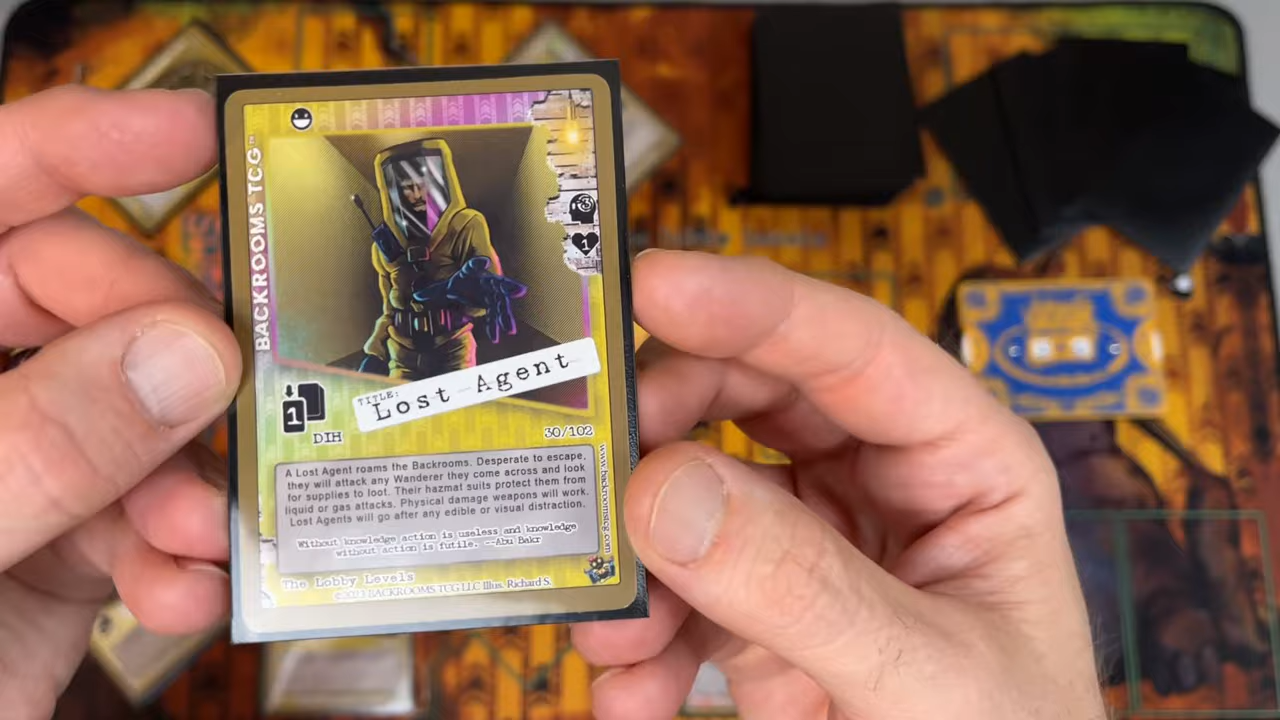 BACKROOMS TCG™
3
1
TITLE:
Lost Agent
1
DIH
30/102
A Lost Agent roams the Backrooms. Desperate to escape,
they will attack any Wanderer they come across and look
for supplies to loot. Their hazmat suits protect them from
liquid or gas attacks. Physical damage weapons will work.
Lost Agents will go after any edible or visual distraction.
Without knowledge action is useless and knowledge
without action is futile. --Abu Bakr
www.backroomstcg.com
The Lobby Levels
©2023 BACKROOMS TCG LLC Illus. Richard S.